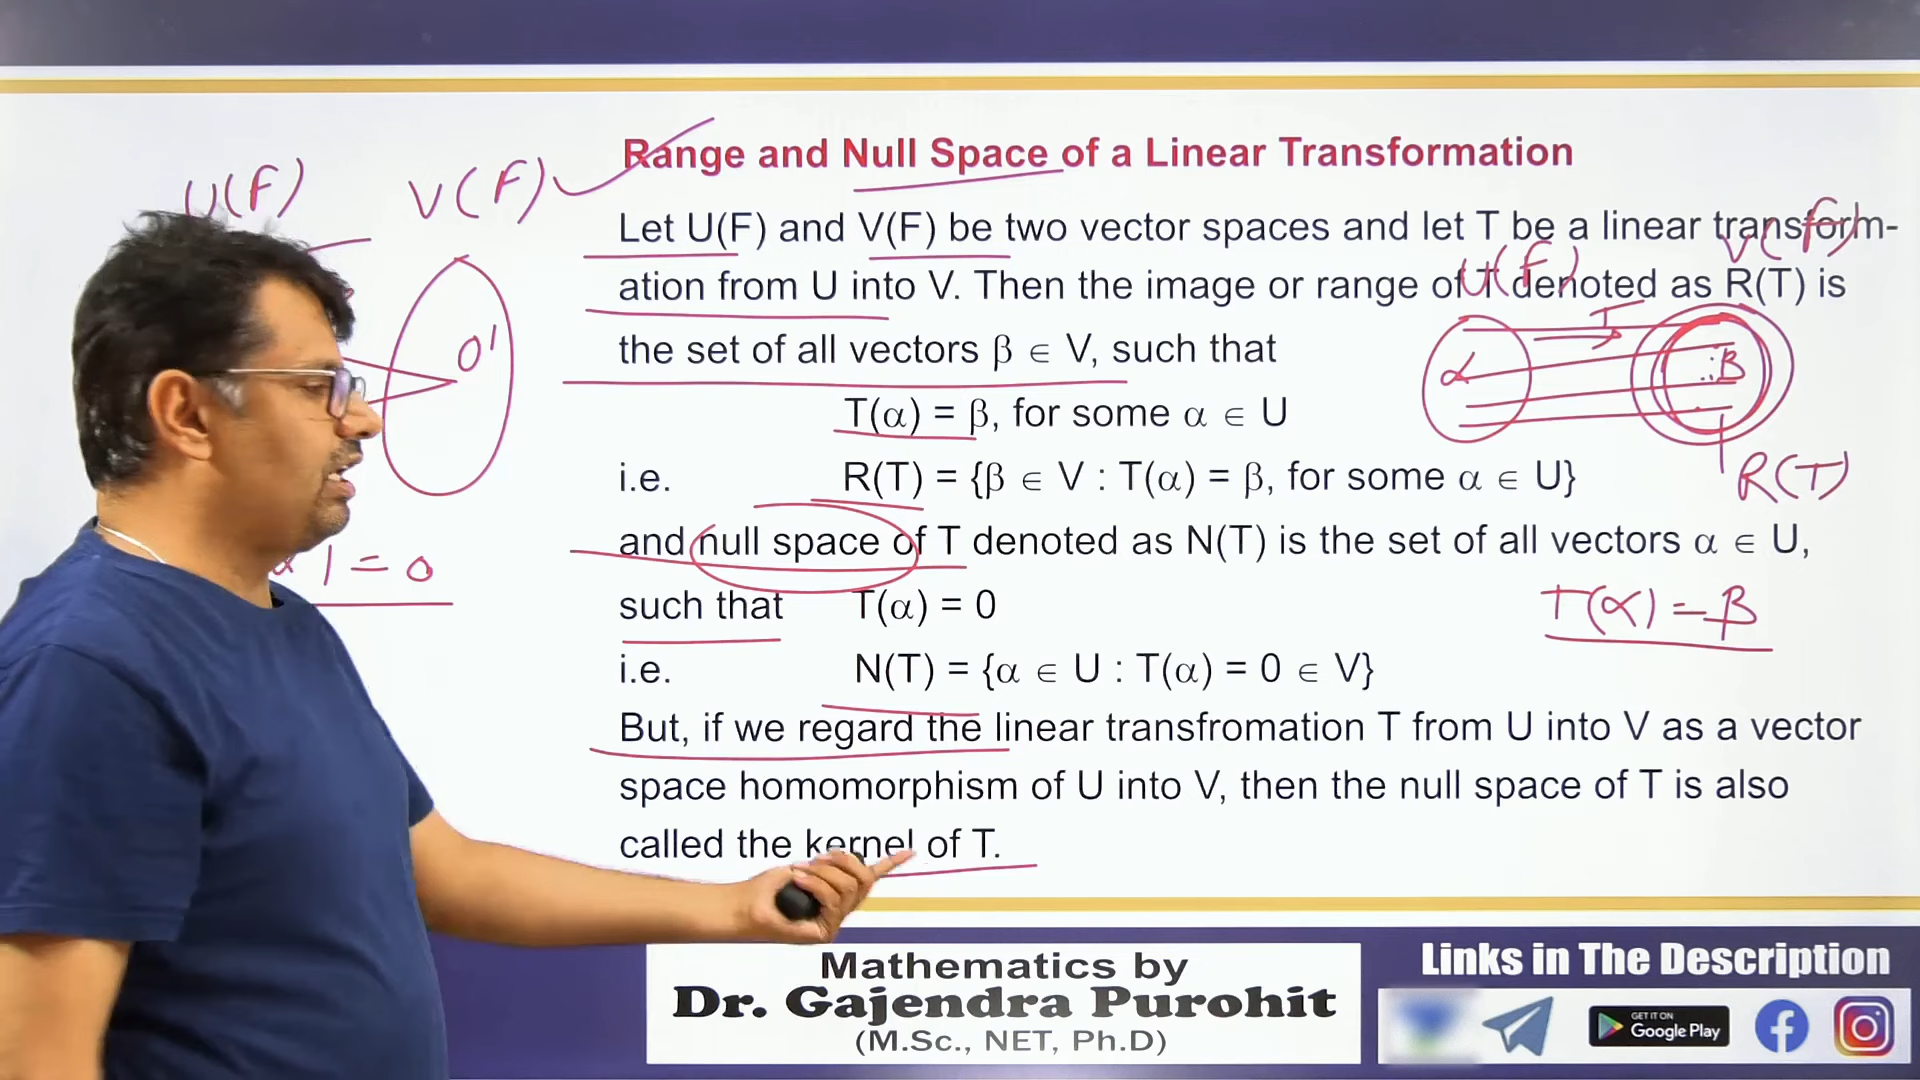 Range and Null Space of a Linear Transformation
U(F) V(F)
Let U(F) and V(F) be two vector spaces and let T be a linear transform-
V(F)
U(F)
ation from U into V. Then the image or range of T denoted as R(T) is
T
0'
the set of all vectors β ∈ V, such that
α β
T(α) = β, for some α ∈ U
i.e. R(T) = {β ∈ V : T(α) = β, for some α ∈ U}
R(T)
and null space of T denoted as N(T) is the set of all vectors α ∈ U,
α ) = 0
such that T(α) = 0
T(α) = β
i.e. N(T) = {α ∈ U : T(α) = 0 ∈ V}
But, if we regard the linear transfromation T from U into V as a vector
space homomorphism of U into V, then the null space of T is also
called the kernel of T.
Mathematics by
Dr. Gajendra Purohit
(M.Sc., NET, Ph.D)
Links in The Description
GET IT ON
Google Play